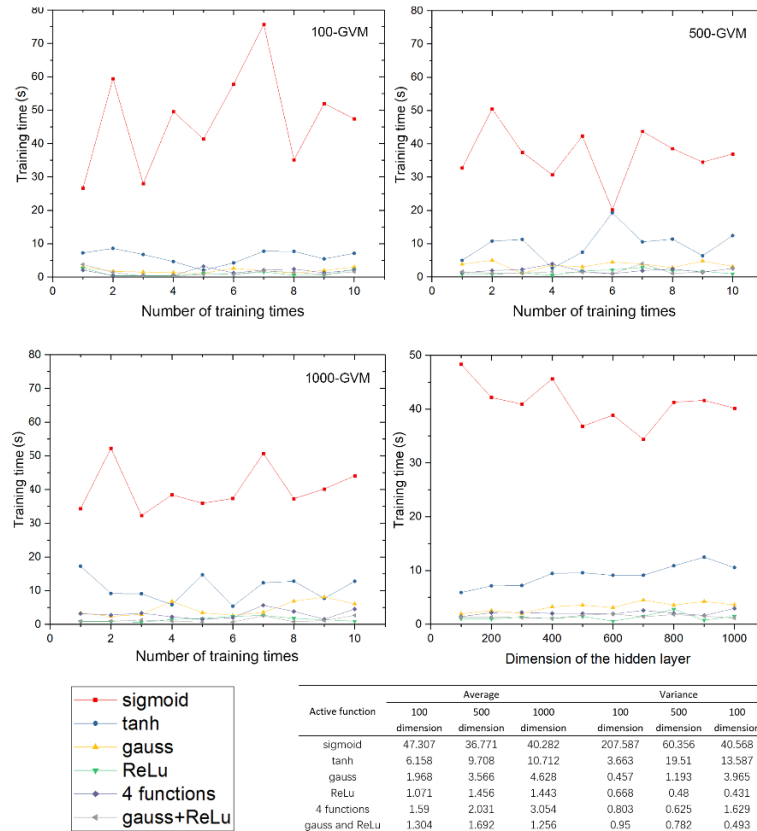 100-GVM
80
70
60
50
40
30
20
10
0
0 2 4 6 8 10
Training time (s)
Number of training times
500-GVM
80
70
60
50
40
30
20
10
0
0 2 4 6 8 10
Training time (s)
Number of training times
1000-GVM
80
70
60
50
40
30
20
10
0
0 2 4 6 8 10
Training time (s)
Number of training times
50
40
30
20
10
0
0 200 400 600 800 1000
Training time (s)
Dimension of the hidden layer
sigmoid
tanh
gauss
ReLu
4 functions
gauss+ReLu
Average Variance
Active function 100 500 1000 100 500 100
dimension dimension dimension dimension dimension dimension
sigmoid 47.307 36.771 40.282 207.587 60.356 40.568
tanh 6.158 9.708 10.712 3.663 19.51 13.587
gauss 1.968 3.566 4.628 0.457 1.193 3.965
ReLu 1.071 1.456 1.443 0.668 0.48 0.431
4 functions 1.59 2.031 3.054 0.803 0.625 1.629
gauss and ReLu 1.304 1.692 1.256 0.95 0.782 0.493